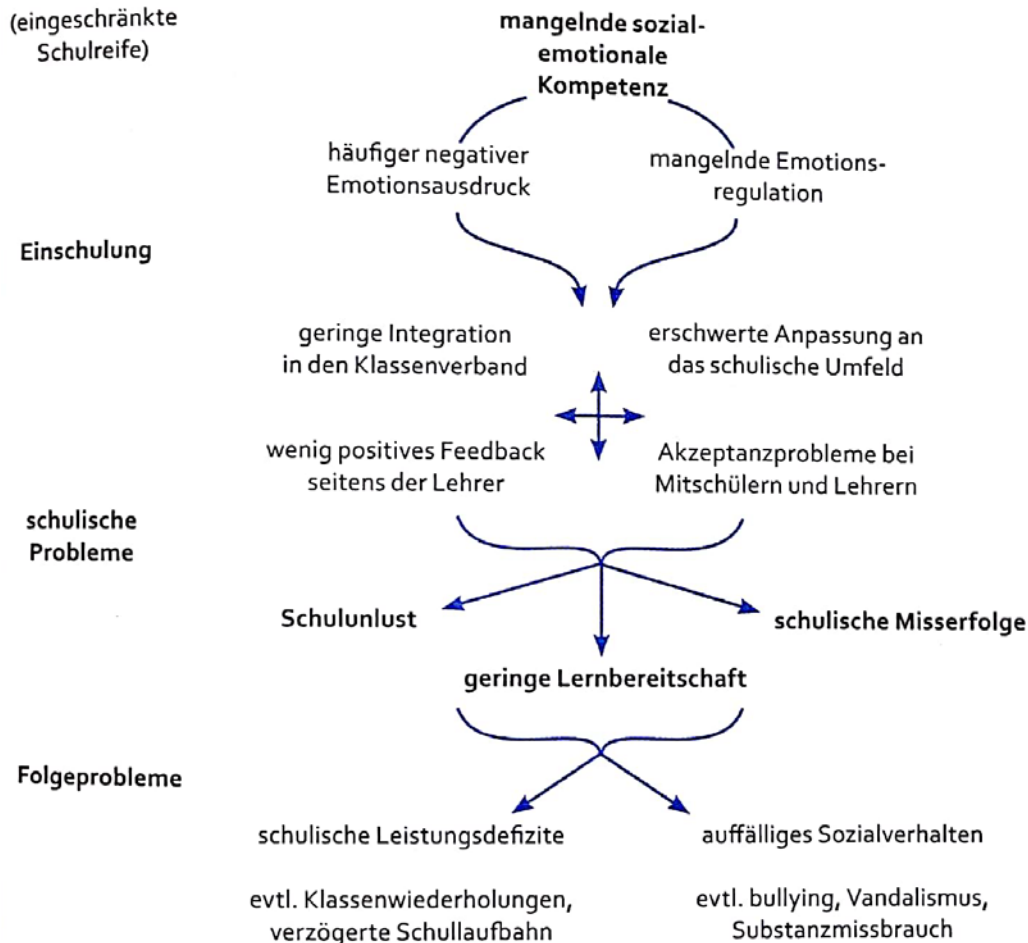 (eingeschränkte
Schulreife)
mangelnde sozial-
emotionale
Kompetenz
häufiger negativer
Emotionsausdruck
mangelnde Emotions-
regulation
Einschulung
geringe Integration
in den Klassenverband
erschwerte Anpassung an
das schulische Umfeld
wenig positives Feedback
seitens der Lehrer
Akzeptanzprobleme bei
Mitschülern und Lehrern
schulische
Probleme
Schulunlust
schulische Misserfolge
geringe Lernbereitschaft
Folgeprobleme
schulische Leistungsdefizite
auffälliges Sozialverhalten
evtl. Klassenwiederholungen,
verzögerte Schullaufbahn
evtl. bullying, Vandalismus,
Substanzmissbrauch